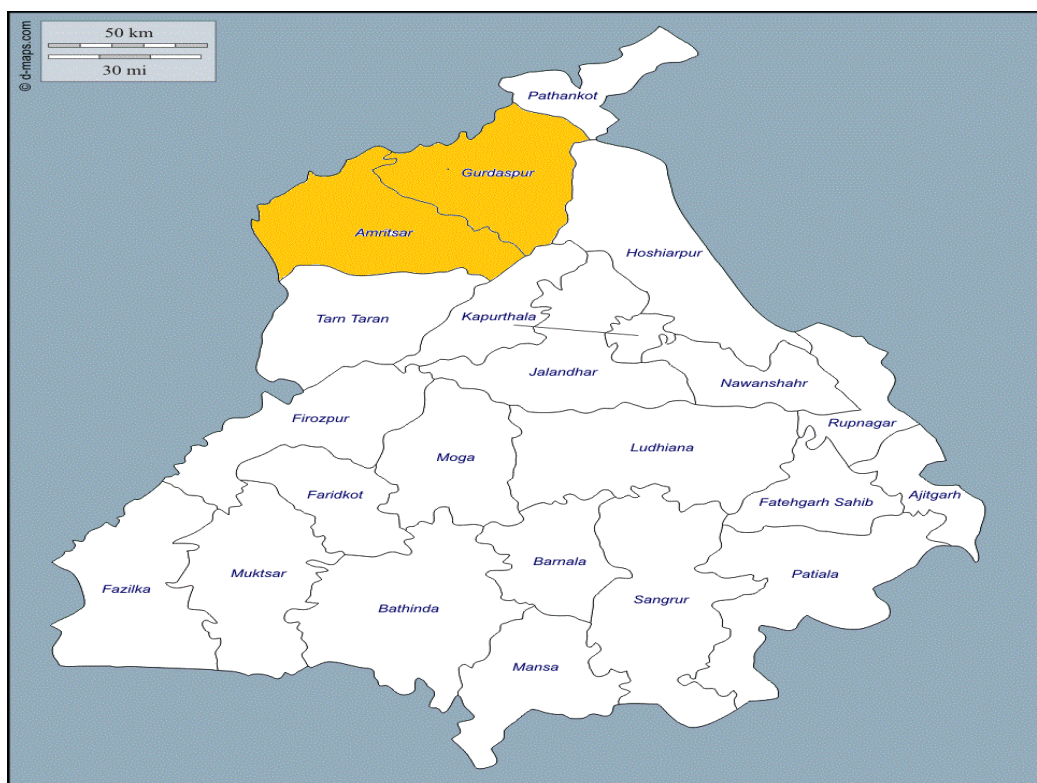 © d-maps.com
50 km
30 mi
Pathankot
Gurdaspur
Amritsar
Hoshiarpur
Tarn Taran
Kapurthala
Jalandhar
Nawanshahr
Firozpur
Rupnagar
Moga
Ludhiana
Faridkot
Fatehgarh Sahib
Ajitgarh
Barnala
Muktsar
Patiala
Fazilka
Sangrur
Bathinda
Mansa